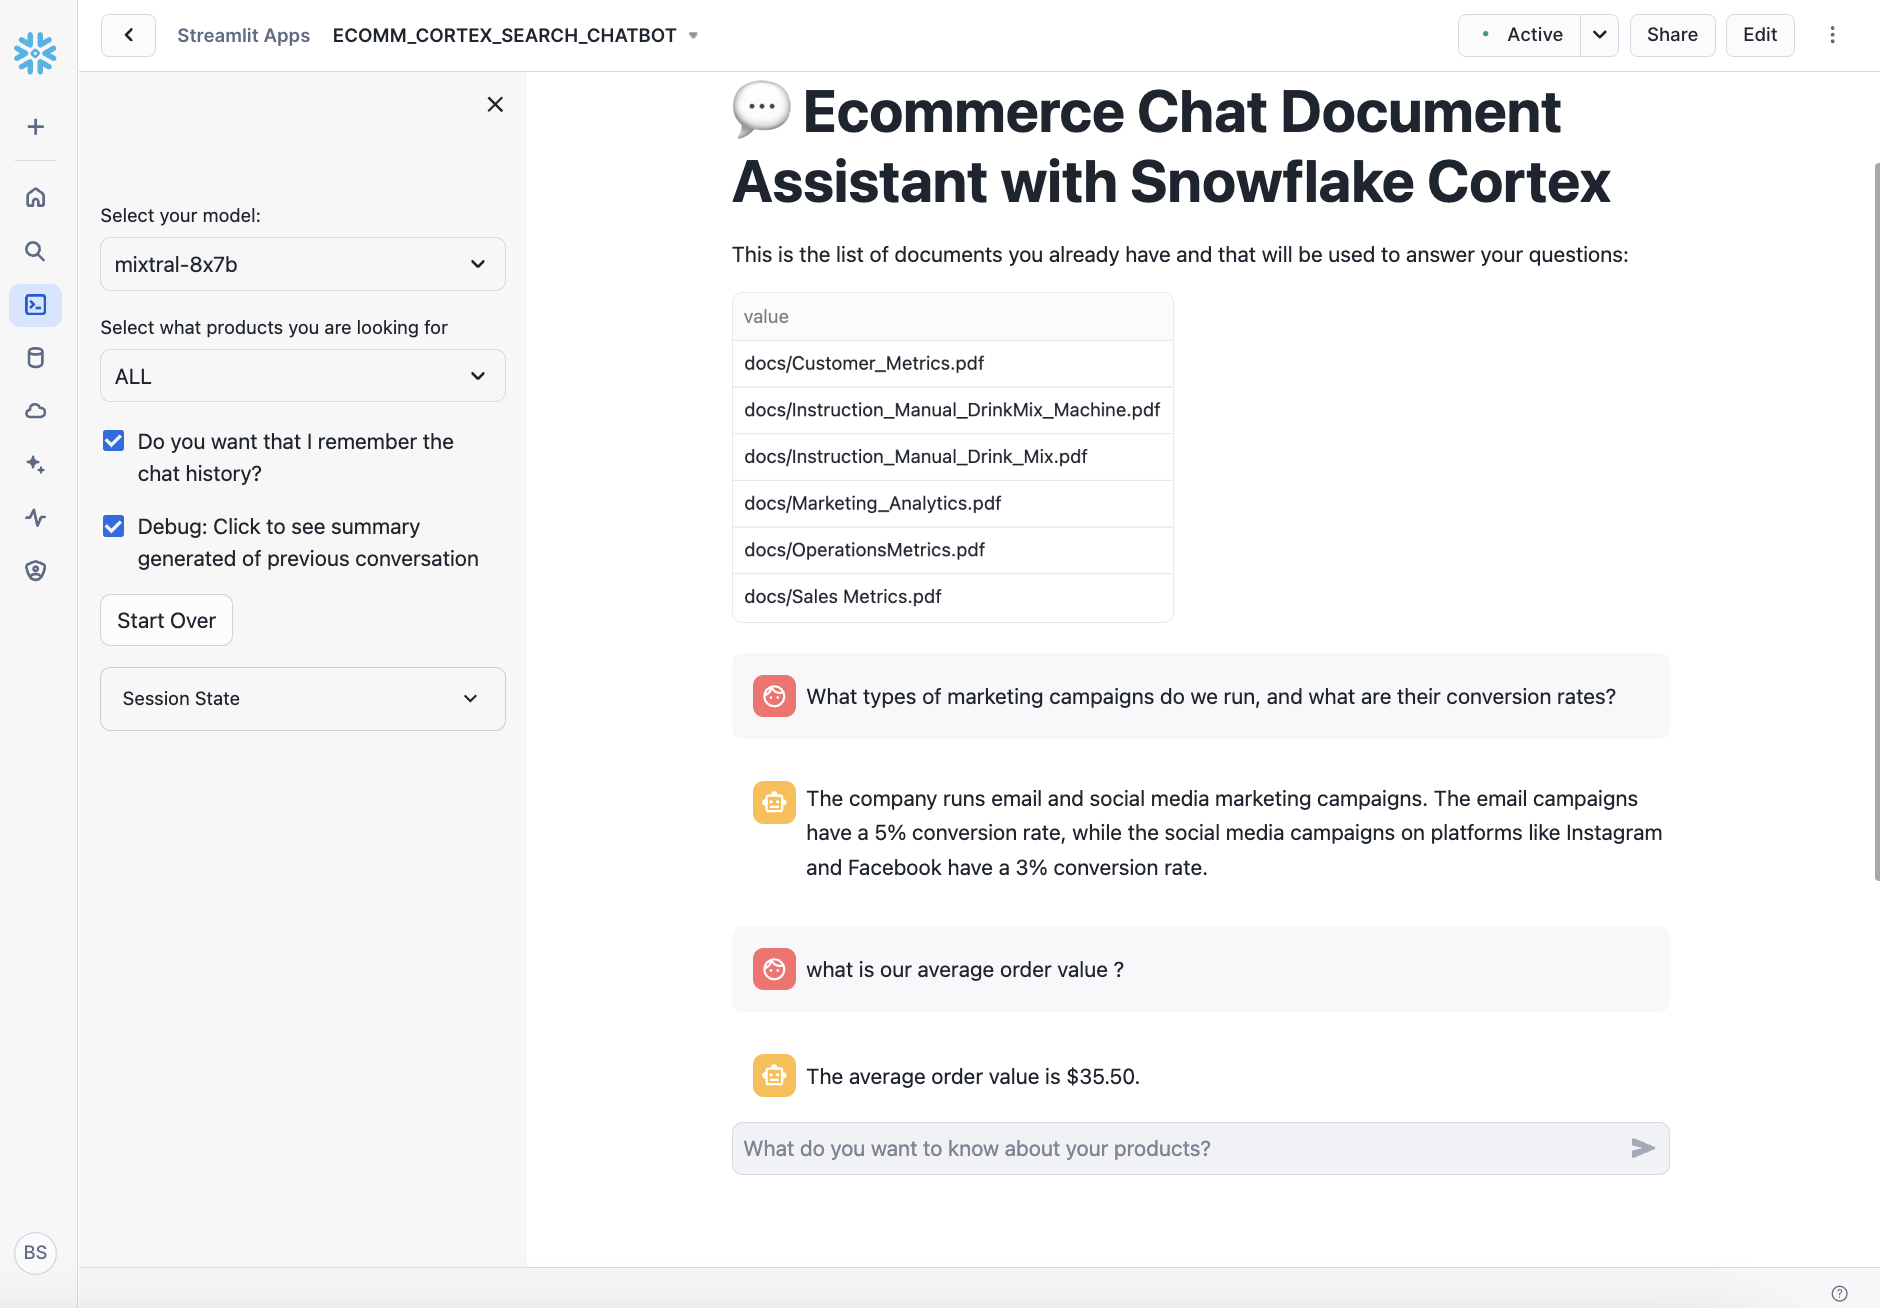 Streamlit Apps ECOMM_CORTEX_SEARCH_CHATBOT
Active
Share
Edit
Select your model:
mixtral-8x7b
Select what products you are looking for
ALL
Do you want that I remember the
chat history?
Debug: Click to see summary
generated of previous conversation
Start Over
Session State
BS
Ecommerce Chat Document
Assistant with Snowflake Cortex
This is the list of documents you already have and that will be used to answer your questions:
value
docs/Customer_Metrics.pdf
docs/Instruction_Manual_DrinkMix_Machine.pdf
docs/Instruction_Manual_Drink_Mix.pdf
docs/Marketing_Analytics.pdf
docs/OperationsMetrics.pdf
docs/Sales Metrics.pdf
What types of marketing campaigns do we run, and what are their conversion rates?
The company runs email and social media marketing campaigns. The email campaigns
have a 5% conversion rate, while the social media campaigns on platforms like Instagram
and Facebook have a 3% conversion rate.
what is our average order value ?
The average order value is $35.50.
What do you want to know about your products?